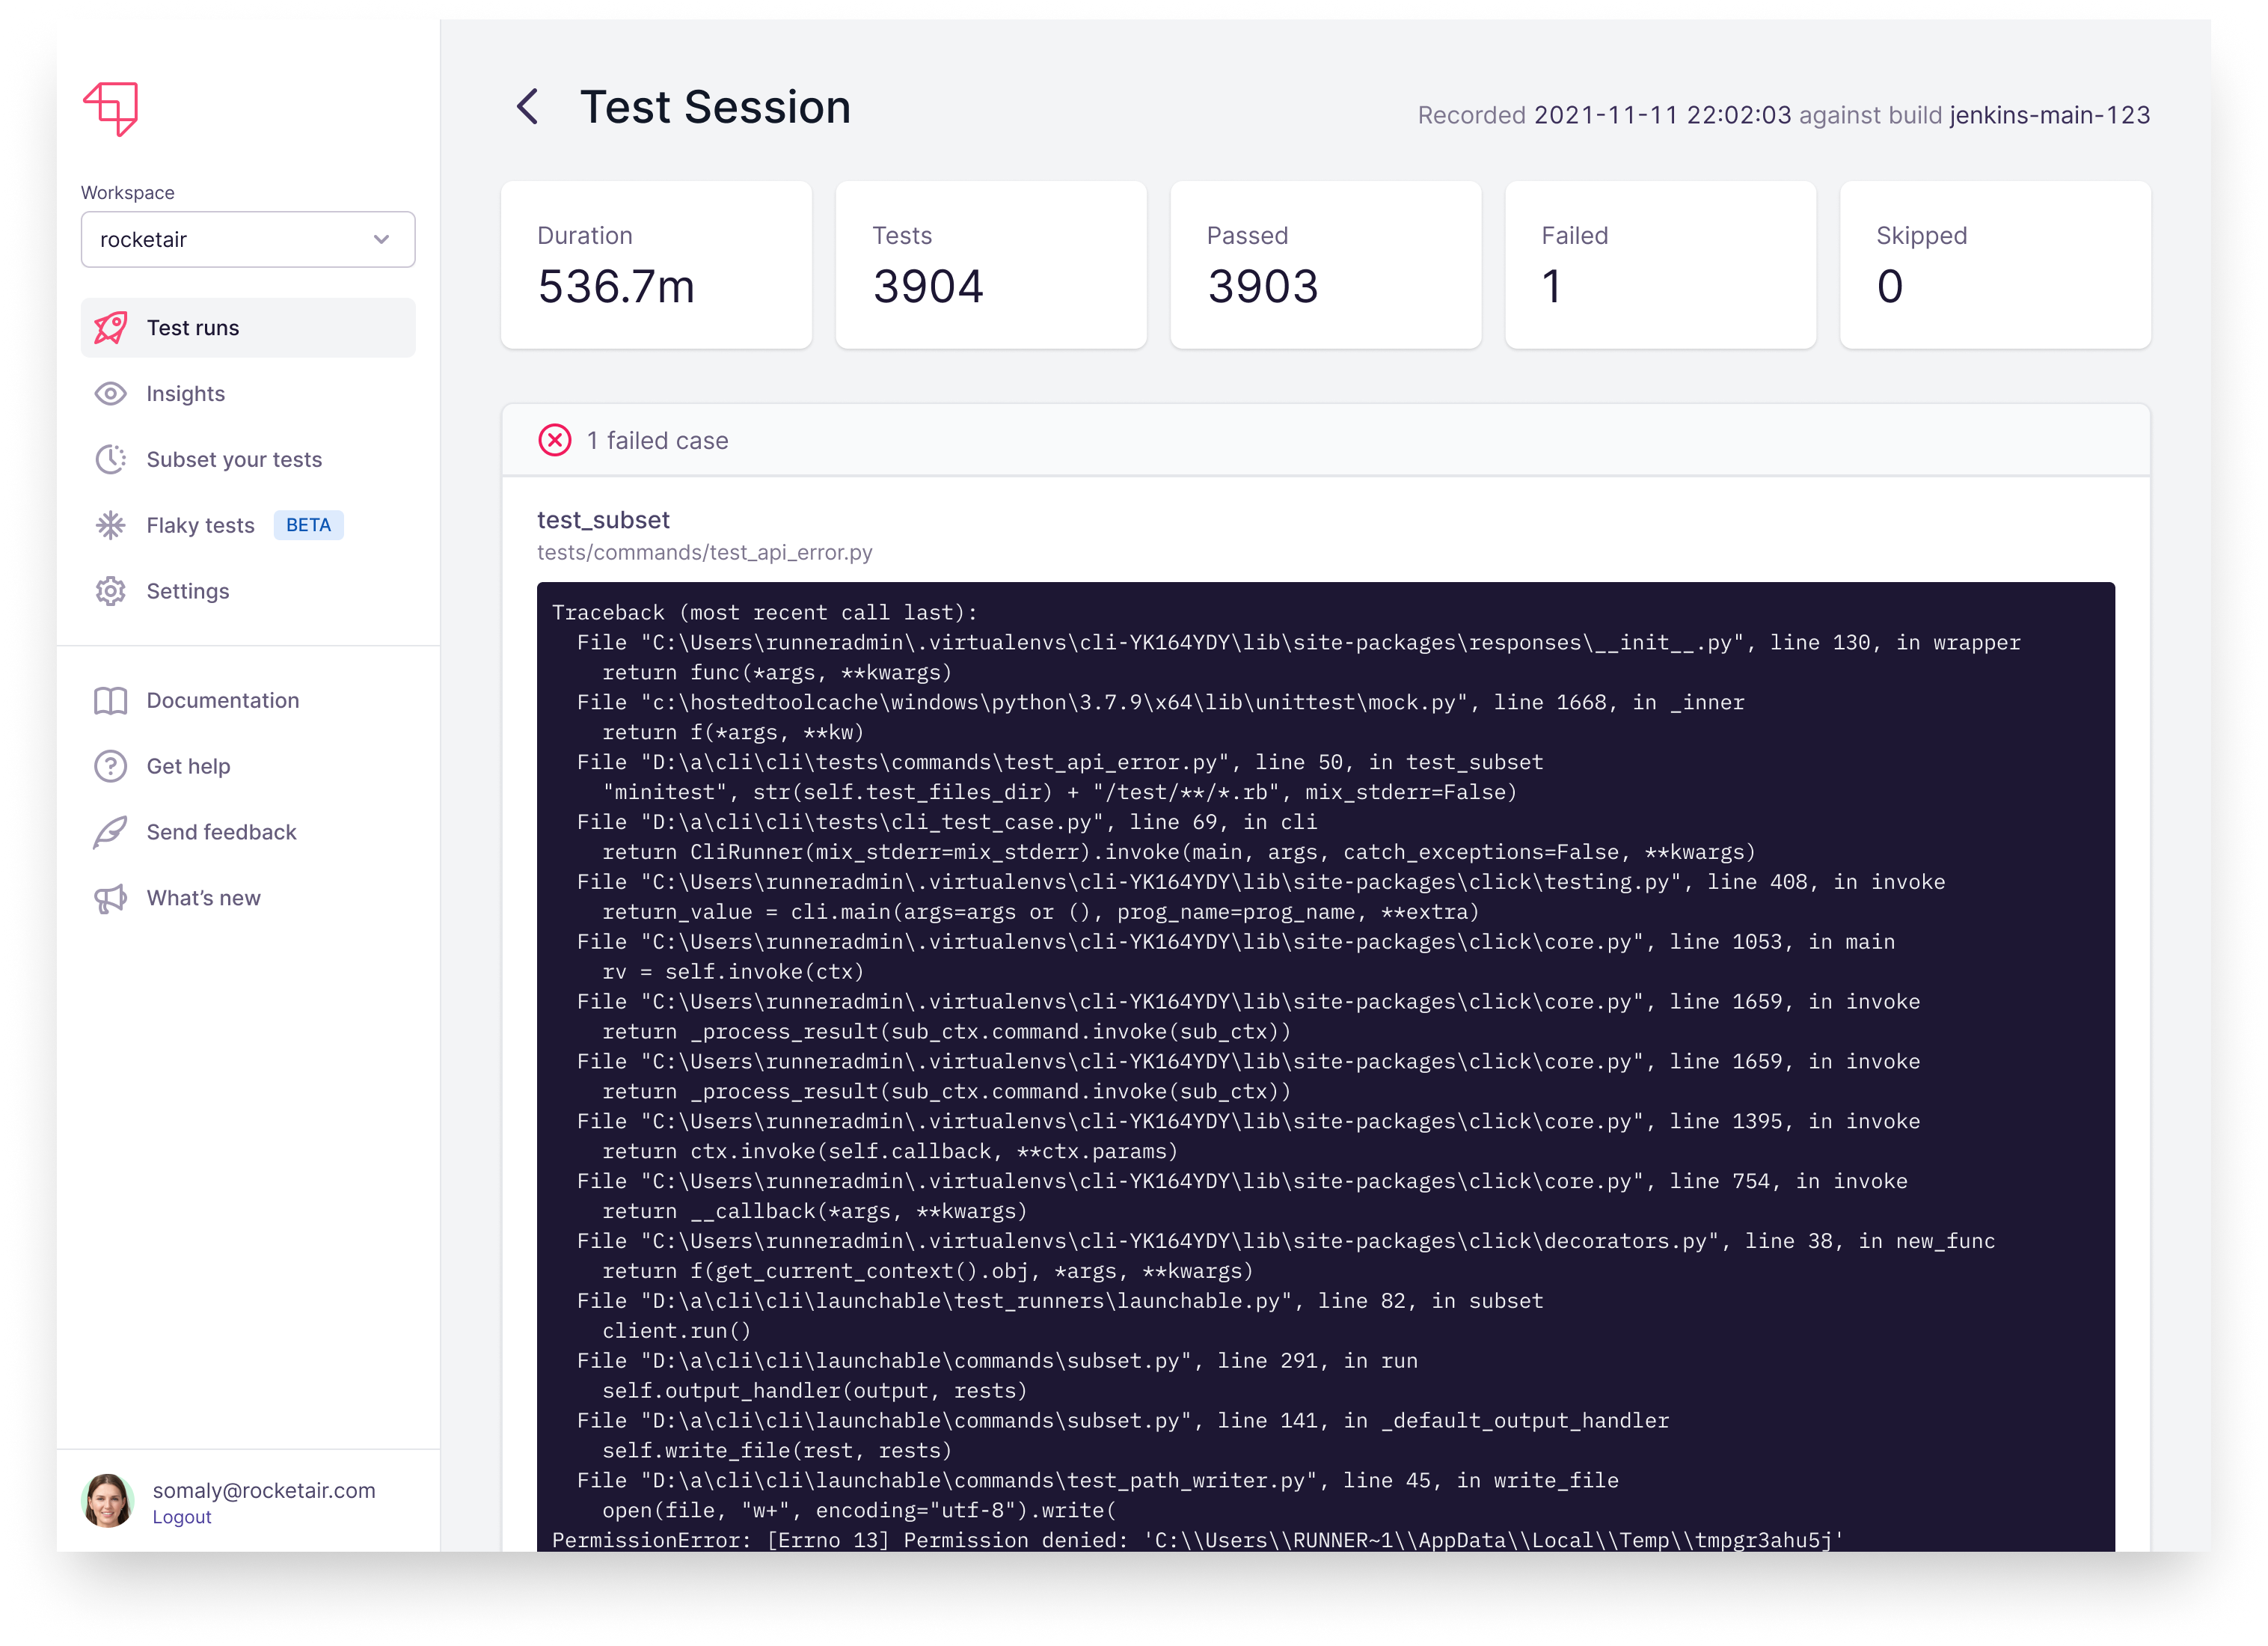 Workspace
rocketair
Test runs
Insights
Subset your tests
Flaky tests BETA
Settings
Documentation
Get help
Send feedback
What’s new
somaly@rocketair.com
Logout
Test Session
Recorded 2021-11-11 22:02:03 against build jenkins-main-123
Duration
536.7m
Tests
3904
Passed
3903
Failed
1
Skipped
0
1 failed case
test_subset
tests/commands/test_api_error.py
Traceback (most recent call last):
  File "C:\Users\runneradmin\.virtualenvs\cli-YK164YDY\lib\site-packages\responses\__init__.py", line 130, in wrapper
    return func(*args, **kwargs)
  File "c:\hostedtoolcache\windows\python\3.7.9\x64\lib\unittest\mock.py", line 1668, in _inner
    return f(*args, **kw)
  File "D:\a\cli\cli\tests\commands\test_api_error.py", line 50, in test_subset
    "minitest", str(self.test_files_dir) + "/test/**/*.rb", mix_stderr=False)
  File "D:\a\cli\cli\tests\cli_test_case.py", line 69, in cli
    return CliRunner(mix_stderr=mix_stderr).invoke(main, args, catch_exceptions=False, **kwargs)
  File "C:\Users\runneradmin\.virtualenvs\cli-YK164YDY\lib\site-packages\click\testing.py", line 408, in invoke
    return_value = cli.main(args=args or (), prog_name=prog_name, **extra)
  File "C:\Users\runneradmin\.virtualenvs\cli-YK164YDY\lib\site-packages\click\core.py", line 1053, in main
    rv = self.invoke(ctx)
  File "C:\Users\runneradmin\.virtualenvs\cli-YK164YDY\lib\site-packages\click\core.py", line 1659, in invoke
    return _process_result(sub_ctx.command.invoke(sub_ctx))
  File "C:\Users\runneradmin\.virtualenvs\cli-YK164YDY\lib\site-packages\click\core.py", line 1659, in invoke
    return _process_result(sub_ctx.command.invoke(sub_ctx))
  File "C:\Users\runneradmin\.virtualenvs\cli-YK164YDY\lib\site-packages\click\core.py", line 1395, in invoke
    return ctx.invoke(self.callback, **ctx.params)
  File "C:\Users\runneradmin\.virtualenvs\cli-YK164YDY\lib\site-packages\click\core.py", line 754, in invoke
    return __callback(*args, **kwargs)
  File "C:\Users\runneradmin\.virtualenvs\cli-YK164YDY\lib\site-packages\click\decorators.py", line 38, in new_func
    return f(get_current_context().obj, *args, **kwargs)
  File "D:\a\cli\cli\launchable\test_runners\launchable.py", line 82, in subset
    client.run()
  File "D:\a\cli\cli\launchable\commands\subset.py", line 291, in run
    self.output_handler(output, rests)
  File "D:\a\cli\cli\launchable\commands\subset.py", line 141, in _default_output_handler
    self.write_file(rest, rests)
  File "D:\a\cli\cli\launchable\commands\test_path_writer.py", line 45, in write_file
    open(file, "w+", encoding="utf-8").write(
PermissionError: [Errno 13] Permission denied: 'C:\\Users\\RUNNER~1\\AppData\\Local\\Temp\\tmpgr3ahu5j'